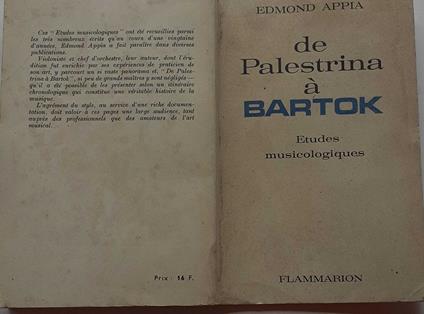 Ces "Etudes musicologiques" ont été recueillies parmi
les très nombreux écrits qu'au cours d'une vingtaine
d'années, Edmond Appia a fait paraître dans diverses
publications.
Violoniste et chef d'orchestre, leur auteur, dont l'éru-
dition fut enrichie par ses expériences de praticien de
son art, y parcourt un si vaste panorama et, "De Pales-
trina à Bartok", si peu de grands maîtres y sont néglig��s—
qu'il a été possible de les présenter selon un itinéraire
chronologique qui constitue une véritable histoire de la
musique.
L'agrément du style, au service d'une riche documen-
tation, doit valoir à ces pages une large audience, tant
auprès des professionnels que des amateurs de l'art
musical.
Prix : 16 F.
EDMOND APPIA
de
Palestrina
à
BARTOK
Etudes
musicologiques
FLAMMARION